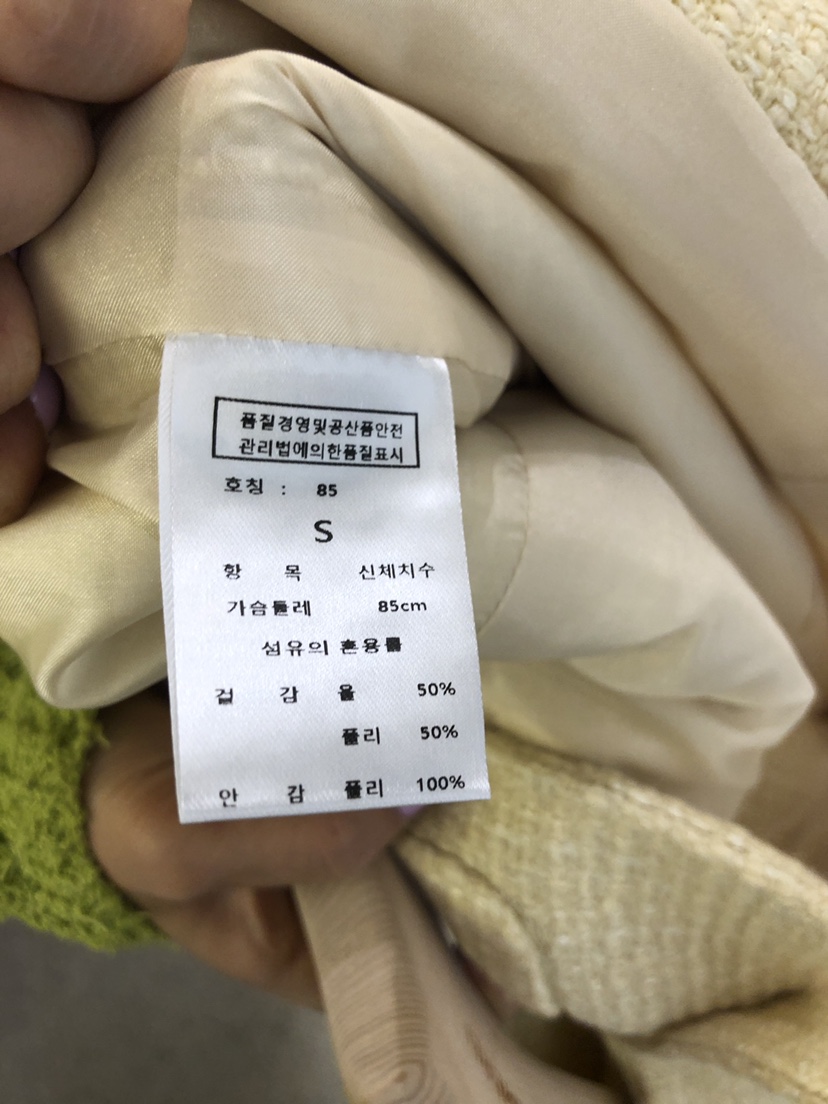 품질경영및공산품안전
관리법에의한품질표시
호칭 : 85
S
항 목 신체치수
가슴둘레 85cm
섬유의 혼용률
겉 감 울 50%
폴리 50%
안 감 폴리 100%